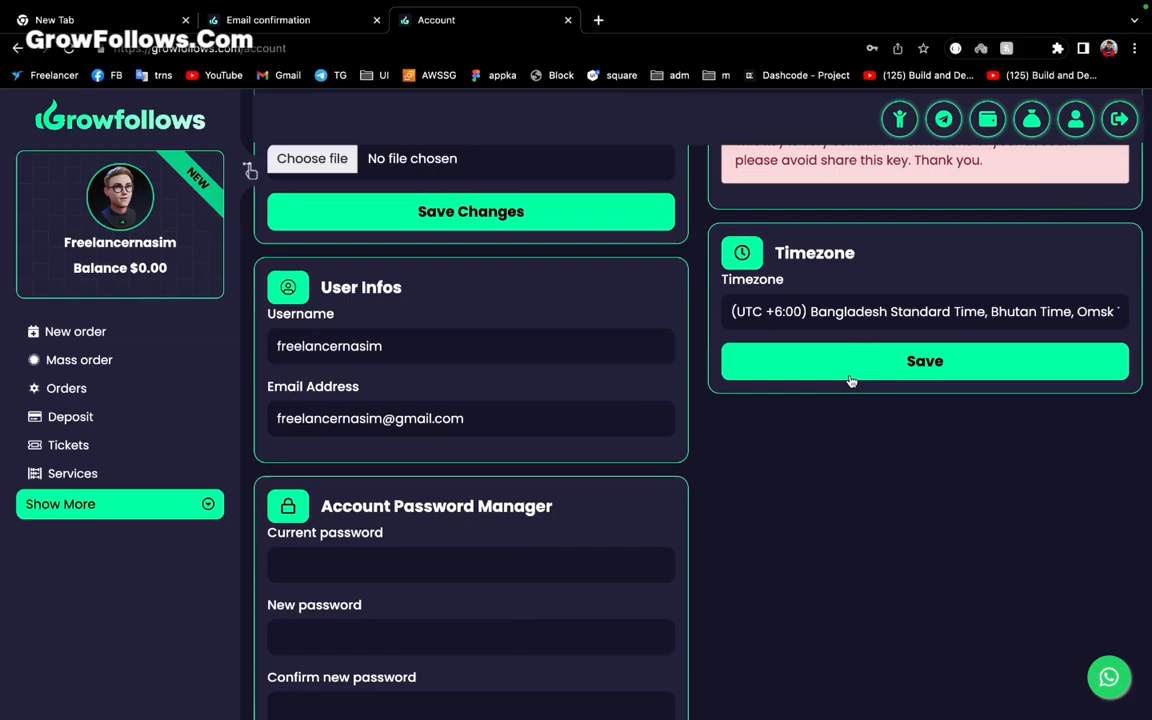 New Tab
Email confirmation
Account
GrowFollows.Com
https://growfollows.com/account
Freelancer
FB
trns
YouTube
Gmail
TG
UI
AWSSG
appka
Block
square
adm
m
Dashcode - Project
(125) Build and De...
(125) Build and De...
Growfollows
NEW
Freelancernasim
Balance $0.00
New order
Mass order
Orders
Deposit
Tickets
Services
Show More
Choose file
No file chosen
Save Changes
User Infos
Username
freelancernasim
Email Address
freelancernasim@gmail.com
Account Password Manager
Current password
New password
Confirm new password
please avoid share this key. Thank you.
Timezone
Timezone
(UTC +6:00) Bangladesh Standard Time, Bhutan Time, Omsk
Save